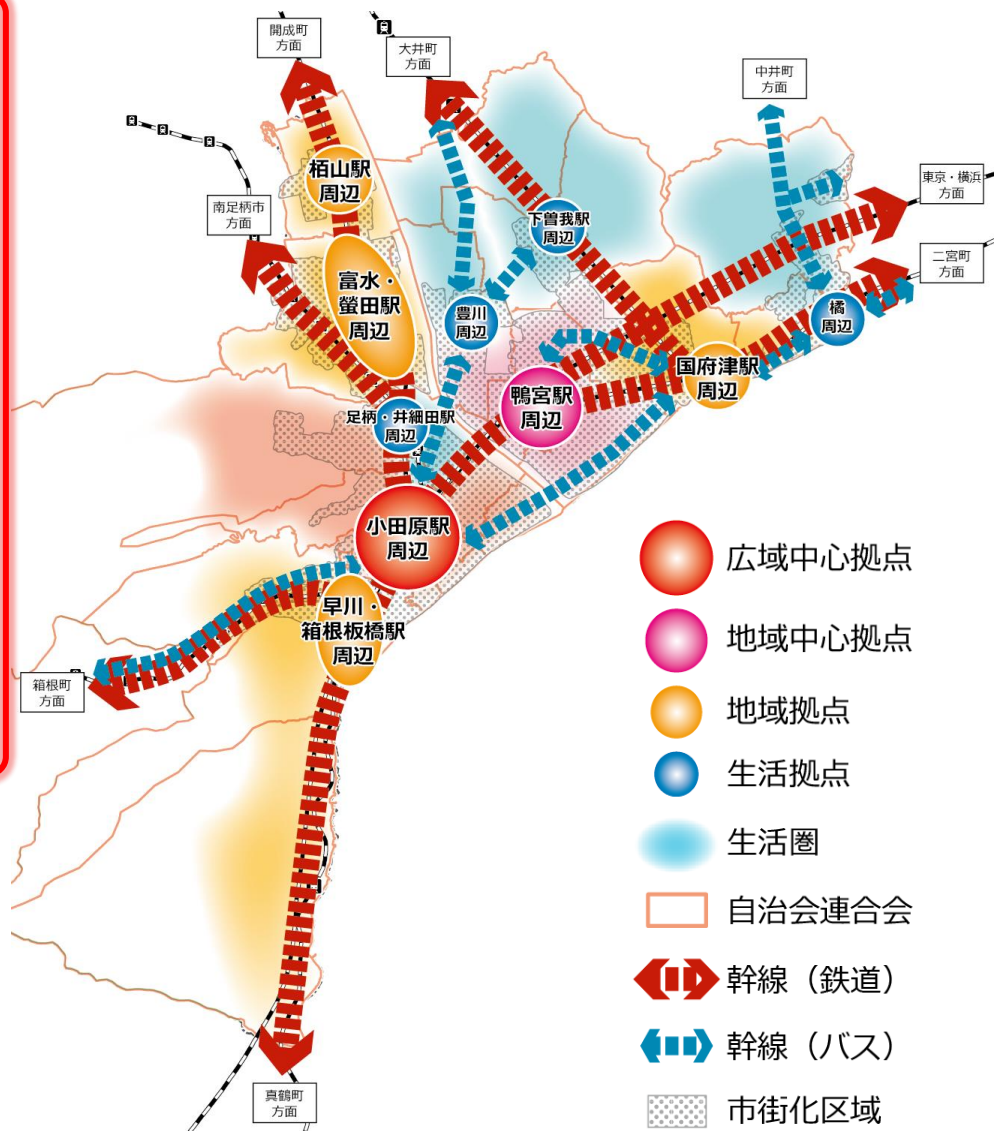 開成町
方面
大井町
方面
中井町
方面
東京・横浜
方面
南足柄市
方面
二宮町
方面
栢山駅
周辺
下曽我駅
周辺
富水・
螢田駅
周辺
豊川
周辺
橘
周辺
国府津駅
周辺
鴨宮駅
周辺
足柄・井細田駅
周辺
小田原駅
周辺
早川・
箱根板橋駅
周辺
箱根町
方面
真鶴町
方面
広域中心拠点
地域中心拠点
地域拠点
生活拠点
生活圏
自治会連合会
幹線（鉄道）
幹線（バス）
市街化区域